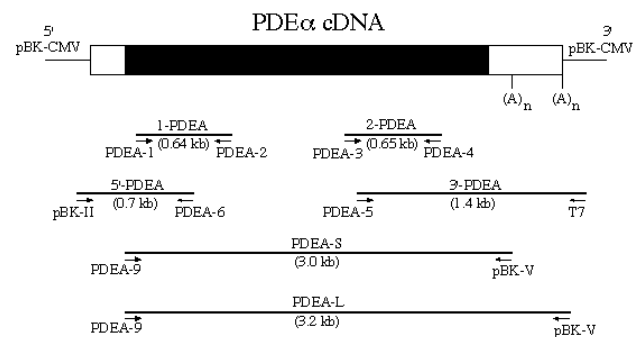 PDEα cDNA
5' 3'
pBK-CMV pBK-CMV
(A)n (A)n
1-PDEA 2-PDEA
(0.64 kb) (0.65 kb)
PDEA-1 PDEA-2 PDEA-3 PDEA-4
5'-PDEA 3'-PDEA
(0.7 kb) (1.4 kb)
pBK-II PDEA-6 PDEA-5 T7
PDEA-S
(3.0 kb)
PDEA-9 pBK-V
PDEA-L
(3.2 kb)
PDEA-9 pBK-V